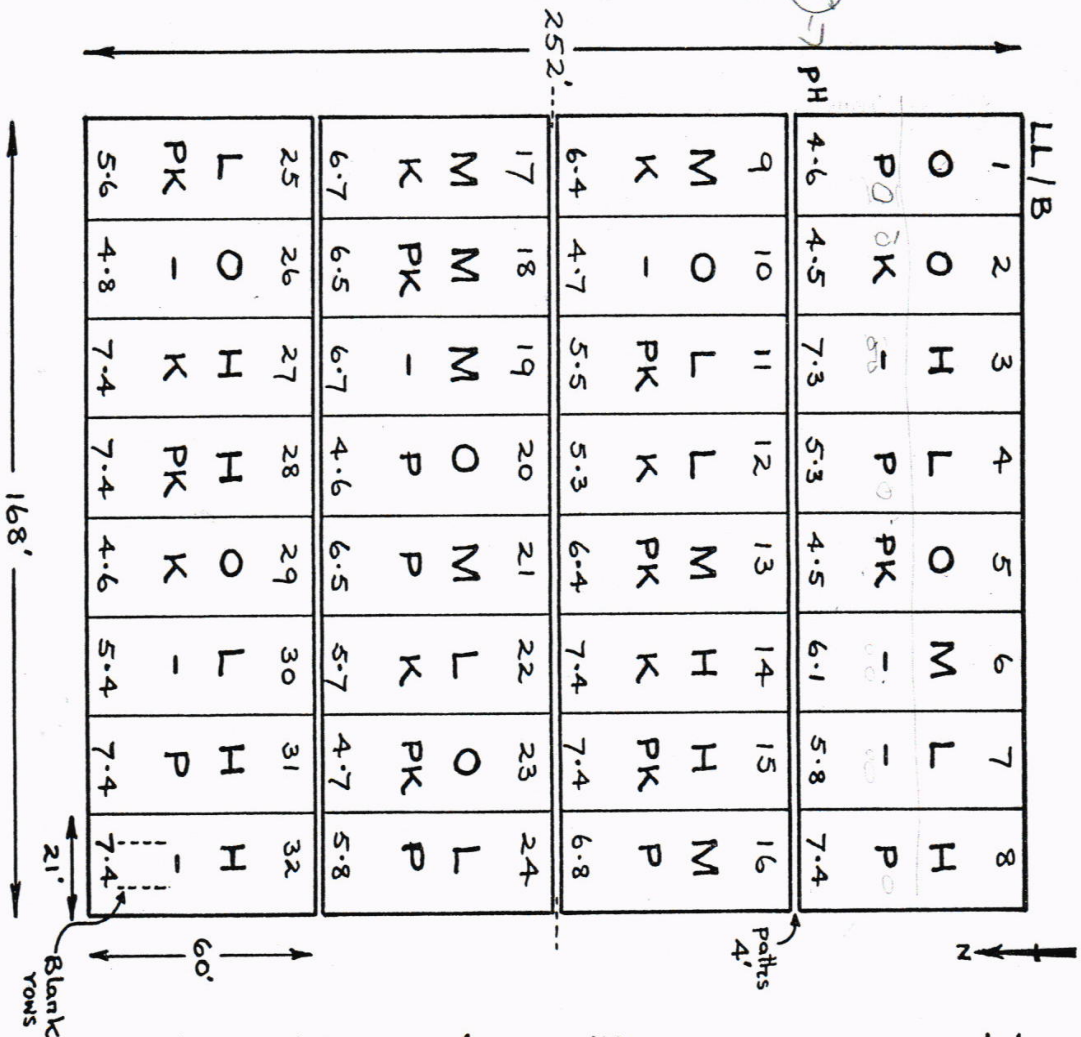 LL/B
1 2 3 4 5 6 7 8
O O H L O M L H
P K - P PK - - P
pH 4.6 4.5 7.3 5.3 4.5 6.1 5.8 7.4
9 10 11 12 13 14 15 16
M O L L M H H M
K - PK K PK K PK P
6.4 4.7 5.5 5.3 6.4 7.4 7.4 6.8
17 18 19 20 21 22 23 24
M M M O M L O L
K PK - P P K PK P
6.7 6.5 6.7 4.6 6.5 5.7 4.7 5.8
25 26 27 28 29 30 31 32
L O H H O L H H
PK - K PK K - P -
5.6 4.8 7.4 7.4 4.6 5.4 7.4 7.4
252'
168'
21'
60'
paths
4'
Blank
rows
N